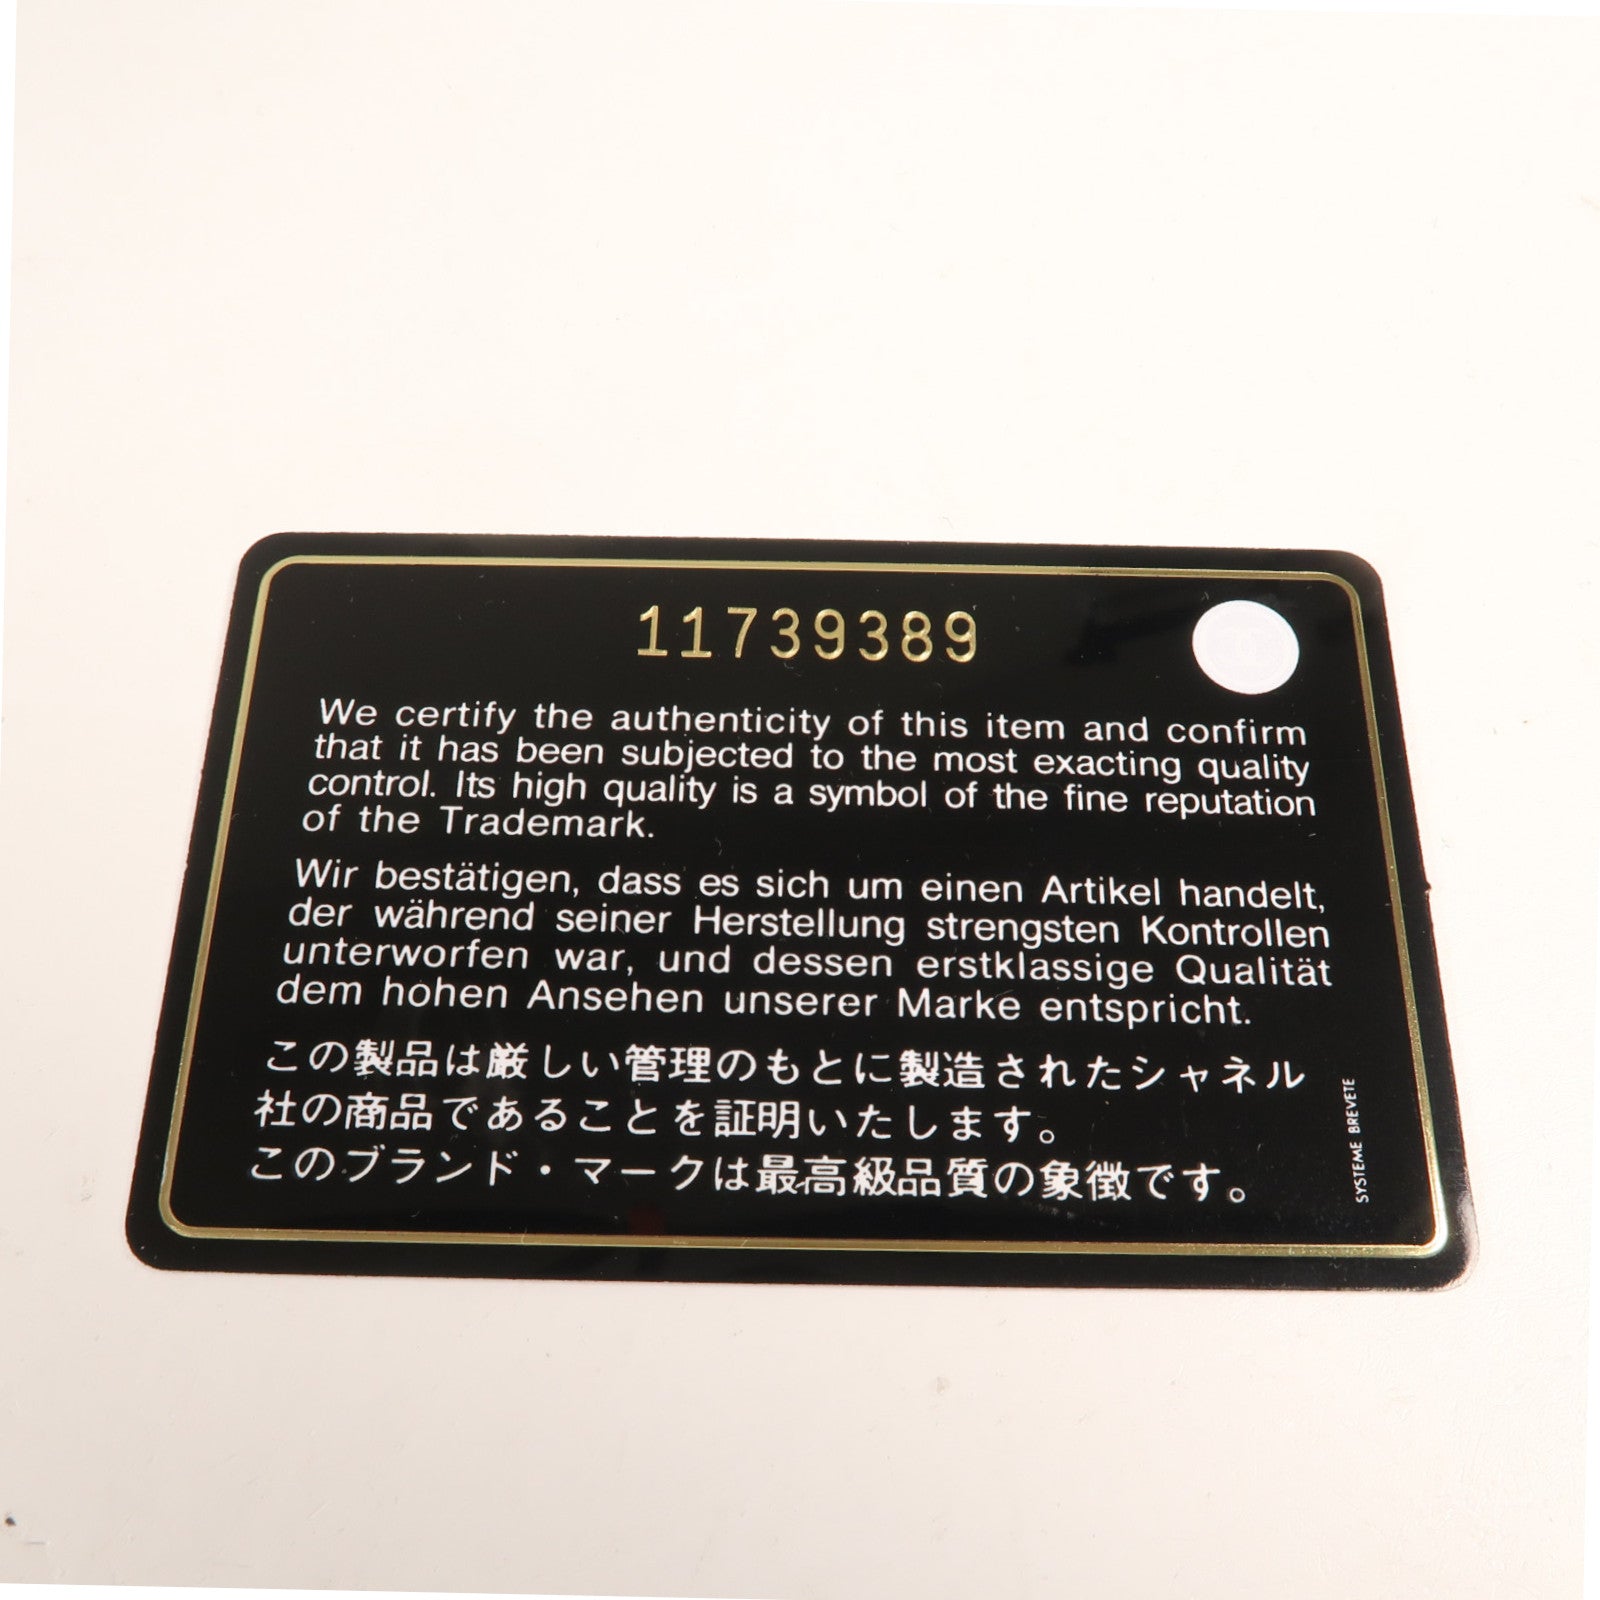 11739389
We certify the authenticity of this item and confirm
that it has been subjected to the most exacting quality
control. Its high quality is a symbol of the fine reputation
of the Trademark.
Wir bestätigen, dass es sich um einen Artikel handelt,
der während seiner Herstellung strengsten Kontrollen
unterworfen war, und dessen erstklassige Qualität
dem hohen Ansehen unserer Marke entspricht.
この製品は厳しい管理のもとに製造されたシャネル
社の商品であることを証明いたします。
このブランド・マークは最高級品質の象徴です。
SYSTEME BREVETE